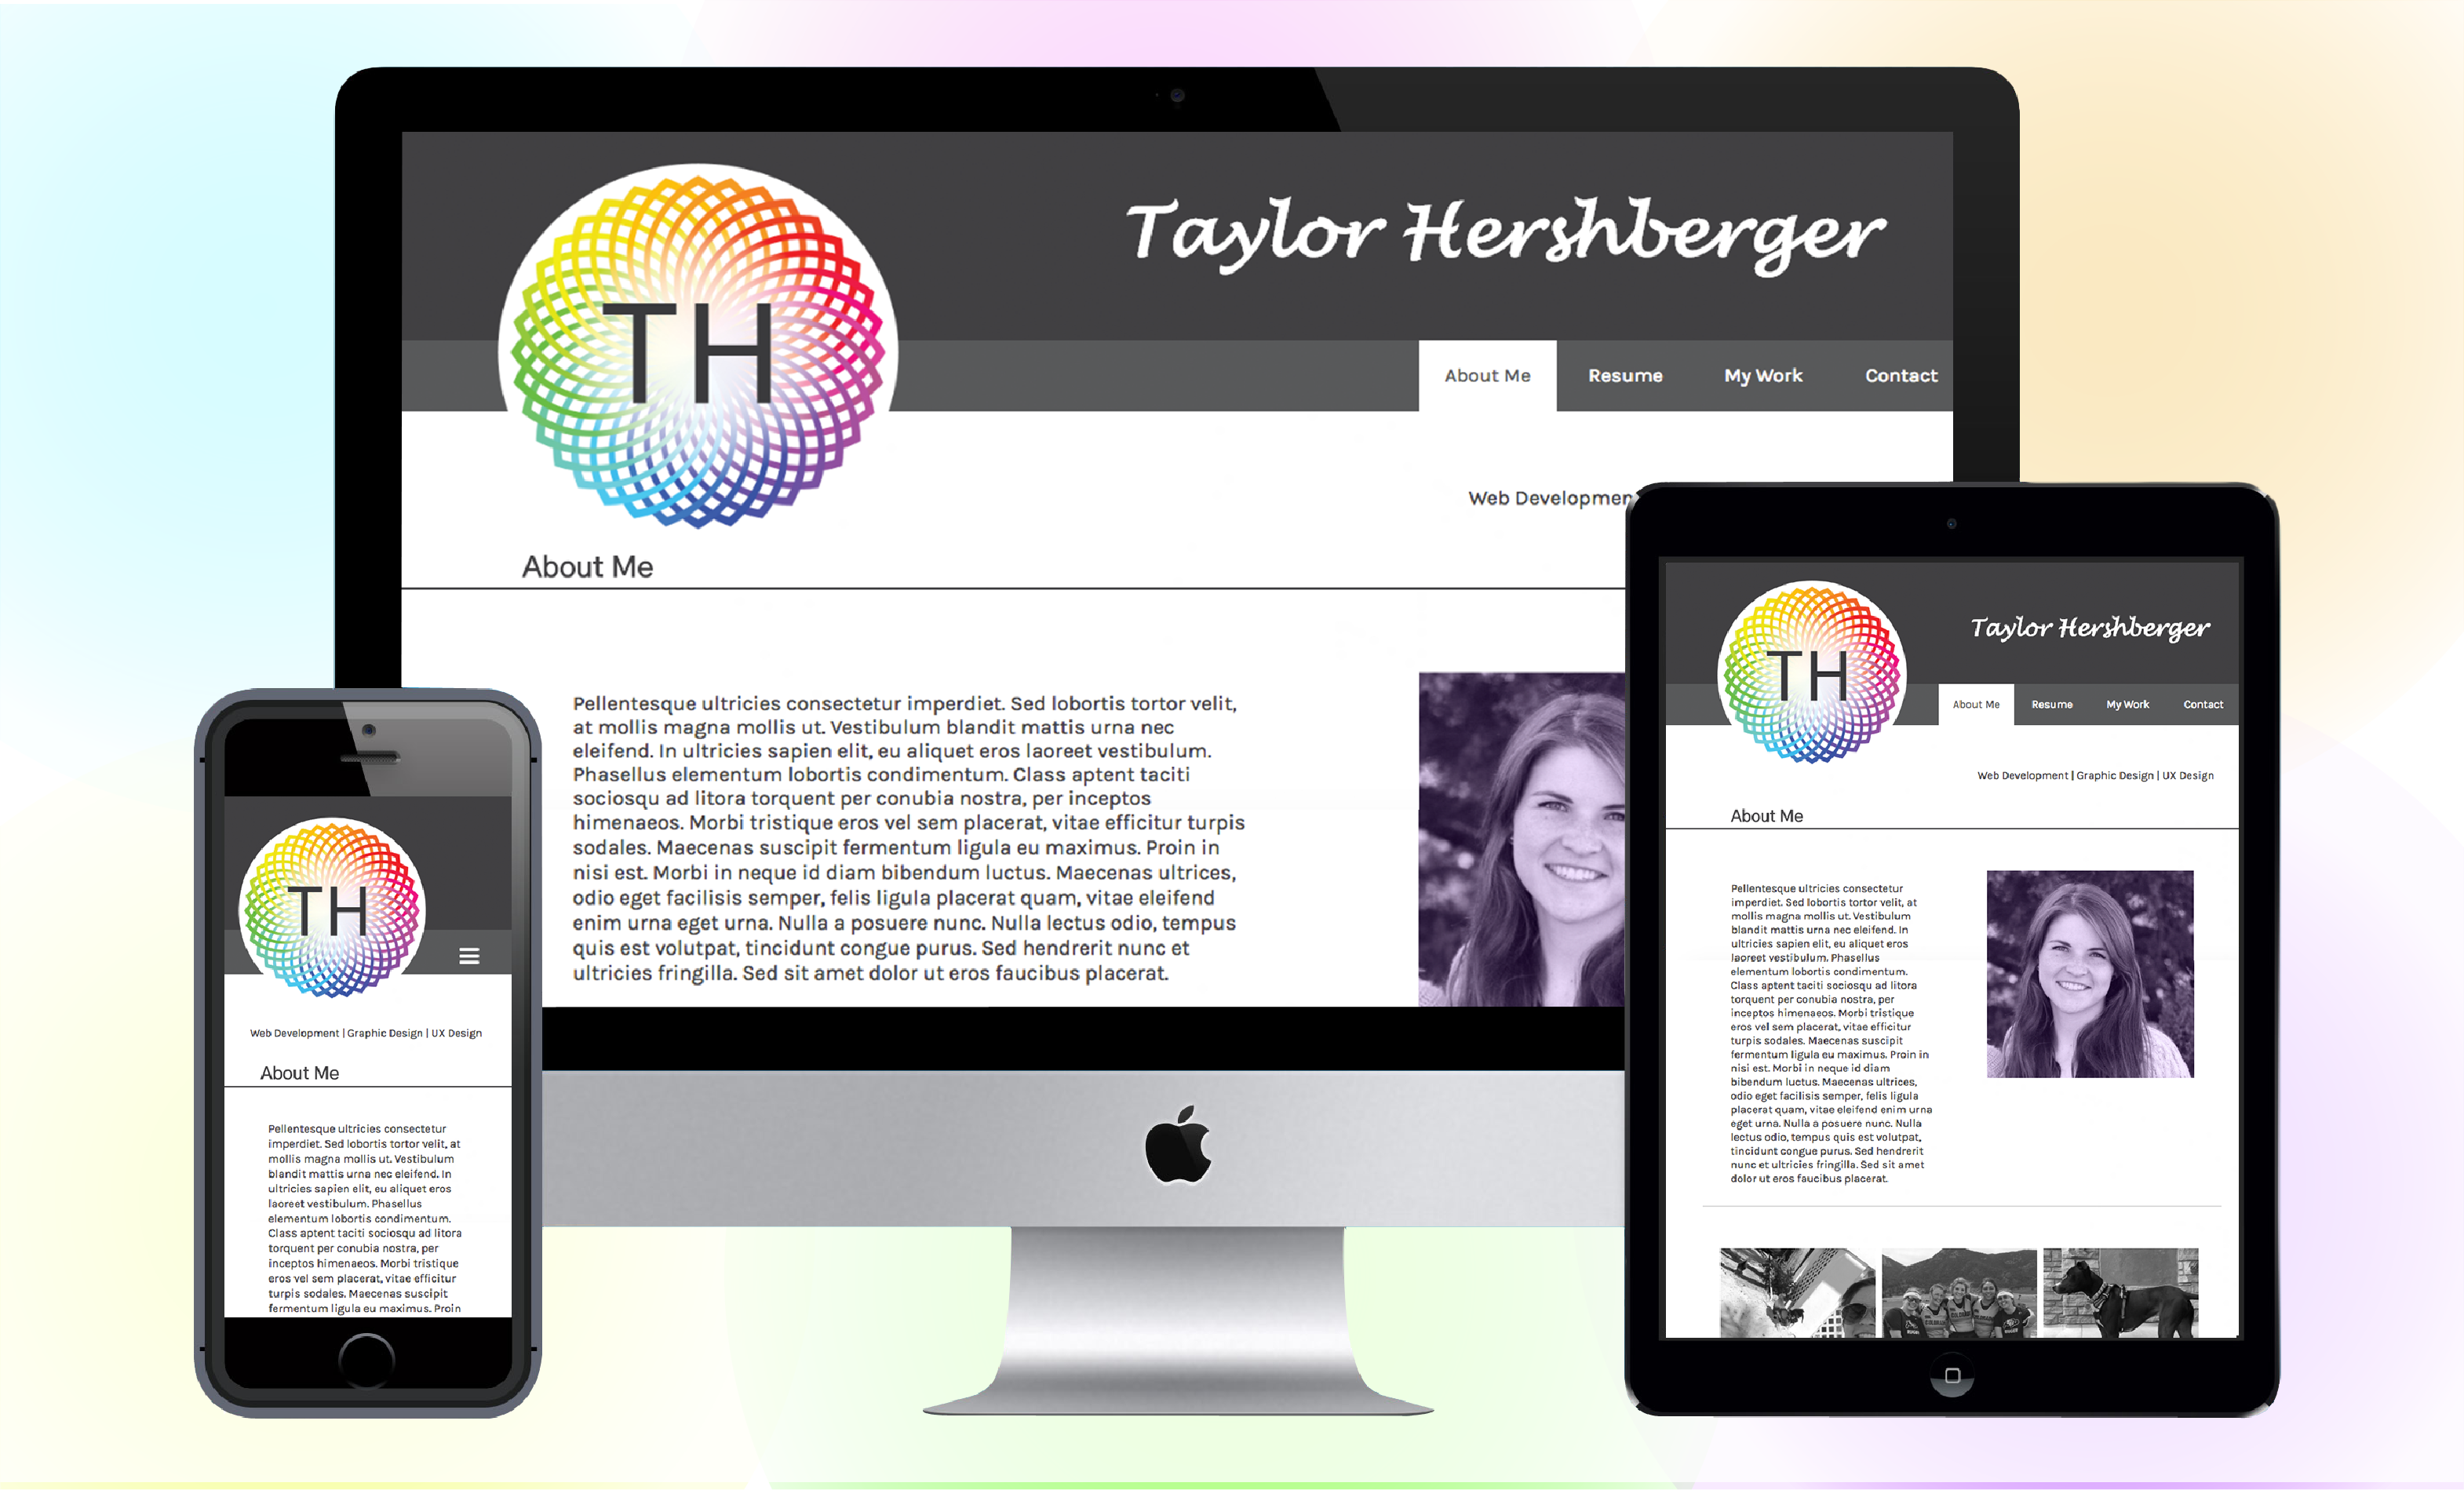 TH
Taylor Hershberger
About Me Resume My Work Contact
Web Developmen
About Me
Pellentesque ultricies consectetur imperdiet. Sed lobortis tortor velit,
at mollis magna mollis ut. Vestibulum blandit mattis urna nec
eleifend. In ultricies sapien elit, eu aliquet eros laoreet vestibulum.
Phasellus elementum lobortis condimentum. Class aptent taciti
sociosqu ad litora torquent per conubia nostra, per inceptos
himenaeos. Morbi tristique eros vel sem placerat, vitae efficitur turpis
sodales. Maecenas suscipit fermentum ligula eu maximus. Proin in
nisi est. Morbi in neque id diam bibendum luctus. Maecenas ultrices,
odio eget facilisis semper, felis ligula placerat quam, vitae eleifend
enim urna eget urna. Nulla a posuere nunc. Nulla lectus odio, tempus
quis est volutpat, tincidunt congue purus. Sed hendrerit nunc et
ultricies fringilla. Sed sit amet dolor ut eros faucibus placerat.
TH
Web Development | Graphic Design | UX Design
About Me
Pellentesque ultricies consectetur
imperdiet. Sed lobortis tortor velit, at
mollis magna mollis ut. Vestibulum
blandit mattis urna nec eleifend. In
ultricies sapien elit, eu aliquet eros
laoreet vestibulum. Phasellus
elementum lobortis condimentum.
Class aptent taciti sociosqu ad litora
torquent per conubia nostra, per
inceptos himenaeos. Morbi tristique
eros vel sem placerat, vitae efficitur
turpis sodales. Maecenas suscipit
fermentum ligula eu maximus. Proin
TH
Taylor Hershberger
About Me Resume My Work Contact
Web Development | Graphic Design | UX Design
About Me
Pellentesque ultricies consectetur
imperdiet. Sed lobortis tortor velit, at
mollis magna mollis ut. Vestibulum
blandit mattis urna nec eleifend. In
ultricies sapien elit, eu aliquet eros
laoreet vestibulum. Phasellus
elementum lobortis condimentum.
Class aptent taciti sociosqu ad litora
torquent per conubia nostra, per
inceptos himenaeos. Morbi tristique
eros vel sem placerat, vitae efficitur
turpis sodales. Maecenas suscipit
fermentum ligula eu maximus. Proin in
nisi est. Morbi in neque id diam
bibendum luctus. Maecenas ultrices,
odio eget facilisis semper, felis ligula
placerat quam, vitae eleifend enim urna
eget urna. Nulla a posuere nunc. Nulla
lectus odio, tempus quis est volutpat,
tincidunt congue purus. Sed hendrerit
nunc et ultricies fringilla. Sed sit amet
dolor ut eros faucibus placerat.